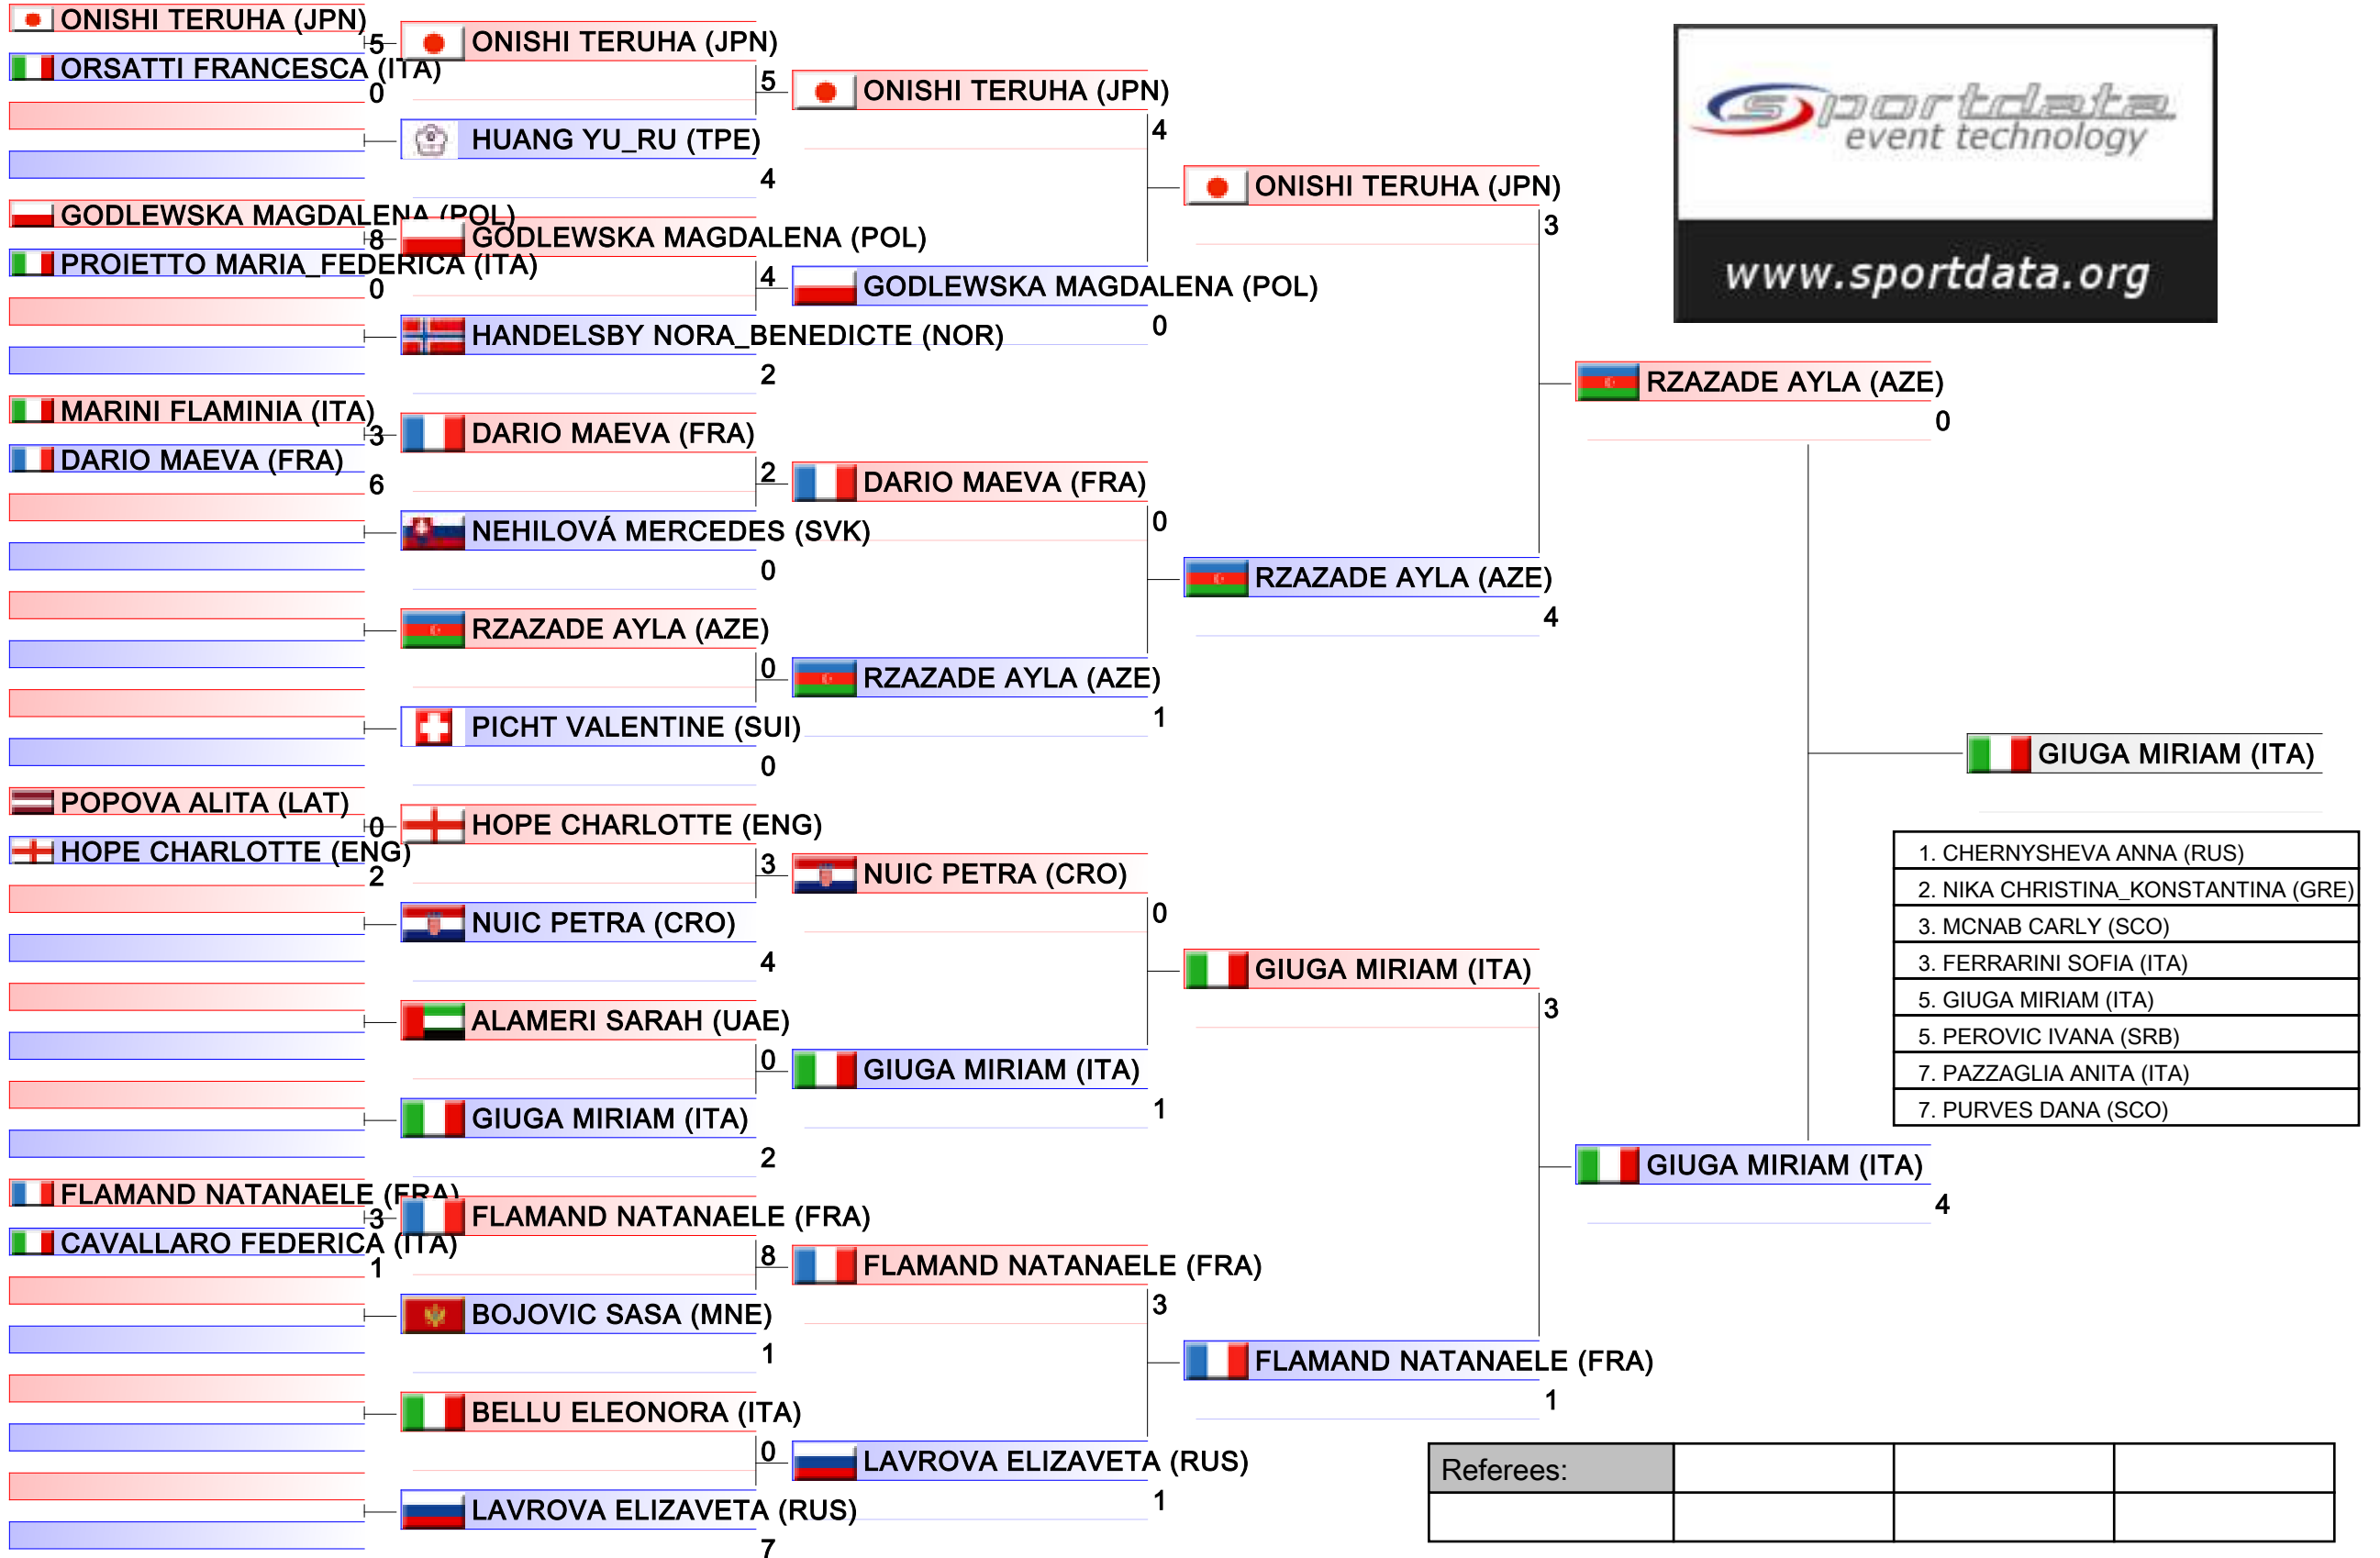 ONISHI TERUHA (JPN)
5
ORSATTI FRANCESCA (ITA)
0
GODLEWSKA MAGDALENA (POL)
8
PROIETTO MARIA_FEDERICA (ITA)
0
MARINI FLAMINIA (ITA)
3
DARIO MAEVA (FRA)
6
POPOVA ALITA (LAT)
0
HOPE CHARLOTTE (ENG)
2
FLAMAND NATANAELE (FRA)
3
CAVALLARO FEDERICA (ITA)
1
ONISHI TERUHA (JPN)
5
HUANG YU_RU (TPE)
4
GODLEWSKA MAGDALENA (POL)
4
HANDELSBY NORA_BENEDICTE (NOR)
2
DARIO MAEVA (FRA)
2
NEHILOVÁ MERCEDES (SVK)
0
RZAZADE AYLA (AZE)
0
PICHT VALENTINE (SUI)
0
HOPE CHARLOTTE (ENG)
3
NUIC PETRA (CRO)
4
ALAMERI SARAH (UAE)
0
GIUGA MIRIAM (ITA)
2
FLAMAND NATANAELE (FRA)
8
BOJOVIC SASA (MNE)
1
BELLU ELEONORA (ITA)
0
LAVROVA ELIZAVETA (RUS)
7
ONISHI TERUHA (JPN)
4
GODLEWSKA MAGDALENA (POL)
0
DARIO MAEVA (FRA)
0
RZAZADE AYLA (AZE)
1
NUIC PETRA (CRO)
0
GIUGA MIRIAM (ITA)
1
FLAMAND NATANAELE (FRA)
3
LAVROVA ELIZAVETA (RUS)
1
ONISHI TERUHA (JPN)
3
RZAZADE AYLA (AZE)
4
GIUGA MIRIAM (ITA)
3
FLAMAND NATANAELE (FRA)
1
RZAZADE AYLA (AZE)
0
GIUGA MIRIAM (ITA)
4
GIUGA MIRIAM (ITA)
sportdata
event technology
www.sportdata.org
1. CHERNYSHEVA ANNA (RUS)
2. NIKA CHRISTINA_KONSTANTINA (GRE)
3. MCNAB CARLY (SCO)
3. FERRARINI SOFIA (ITA)
5. GIUGA MIRIAM (ITA)
5. PEROVIC IVANA (SRB)
7. PAZZAGLIA ANITA (ITA)
7. PURVES DANA (SCO)
Referees: